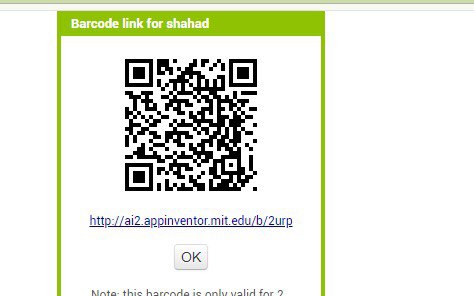 Barcode link for shahad
http://ai2.appinventor.mit.edu/b/2urp
OK
Note: this barcode is only valid for 2